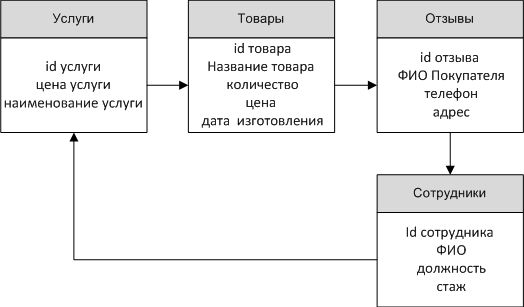 Услуги
id услуги
цена услуги
наименование услуги
Товары
id товара
Название товара
количество
цена
дата изготовления
Отзывы
id отзыва
ФИО Покупателя
телефон
адрес
Сотрудники
Id сотрудника
ФИО
должность
стаж